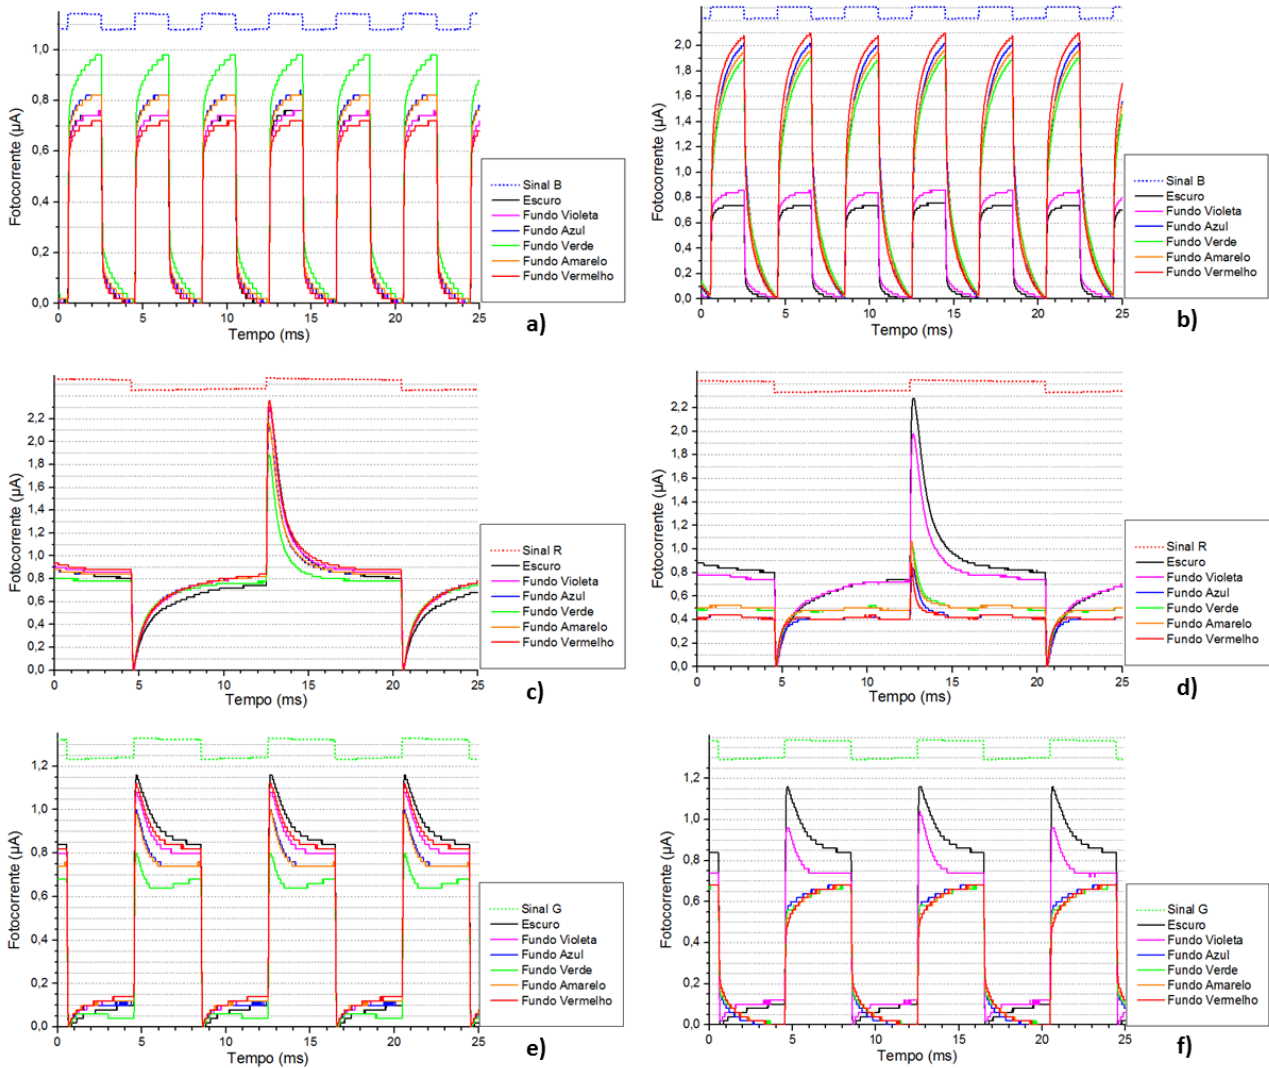 Fotocorrente (µA)
1,0
0,8
0,6
0,4
0,2
0,0
0
5
10
15
20
25
Tempo (ms)
Sinal B
Escuro
Fundo Violeta
Fundo Azul
Fundo Verde
Fundo Amarelo
Fundo Vermelho
a)
Fotocorrente (µA)
2,0
1,8
1,6
1,4
1,2
1,0
0,8
0,6
0,4
0,2
0,0
0
5
10
15
20
25
Tempo (ms)
Sinal B
Escuro
Fundo Violeta
Fundo Azul
Fundo Verde
Fundo Amarelo
Fundo Vermelho
b)
Fotocorrente (µA)
2,2
2,0
1,8
1,6
1,4
1,2
1,0
0,8
0,6
0,4
0,2
0,0
0
5
10
15
20
25
Tempo (ms)
Sinal R
Escuro
Fundo Violeta
Fundo Azul
Fundo Verde
Fundo Amarelo
Fundo Vermelho
c)
Fotocorrente (µA)
2,2
2,0
1,8
1,6
1,4
1,2
1,0
0,8
0,6
0,4
0,2
0,0
0
5
10
15
20
25
Tempo (ms)
Sinal R
Escuro
Fundo Violeta
Fundo Azul
Fundo Verde
Fundo Amarelo
Fundo Vermelho
d)
Fotocorrente (µA)
1,2
1,0
0,8
0,6
0,4
0,2
0,0
0
5
10
15
20
25
Tempo (ms)
Sinal G
Escuro
Fundo Violeta
Fundo Azul
Fundo Verde
Fundo Amarelo
Fundo Vermelho
e)
Fotocorrente (µA)
1,2
1,0
0,8
0,6
0,4
0,2
0,0
0
5
10
15
20
25
Tempo (ms)
Sinal G
Escuro
Fundo Violeta
Fundo Azul
Fundo Verde
Fundo Amarelo
Fundo Vermelho
f)